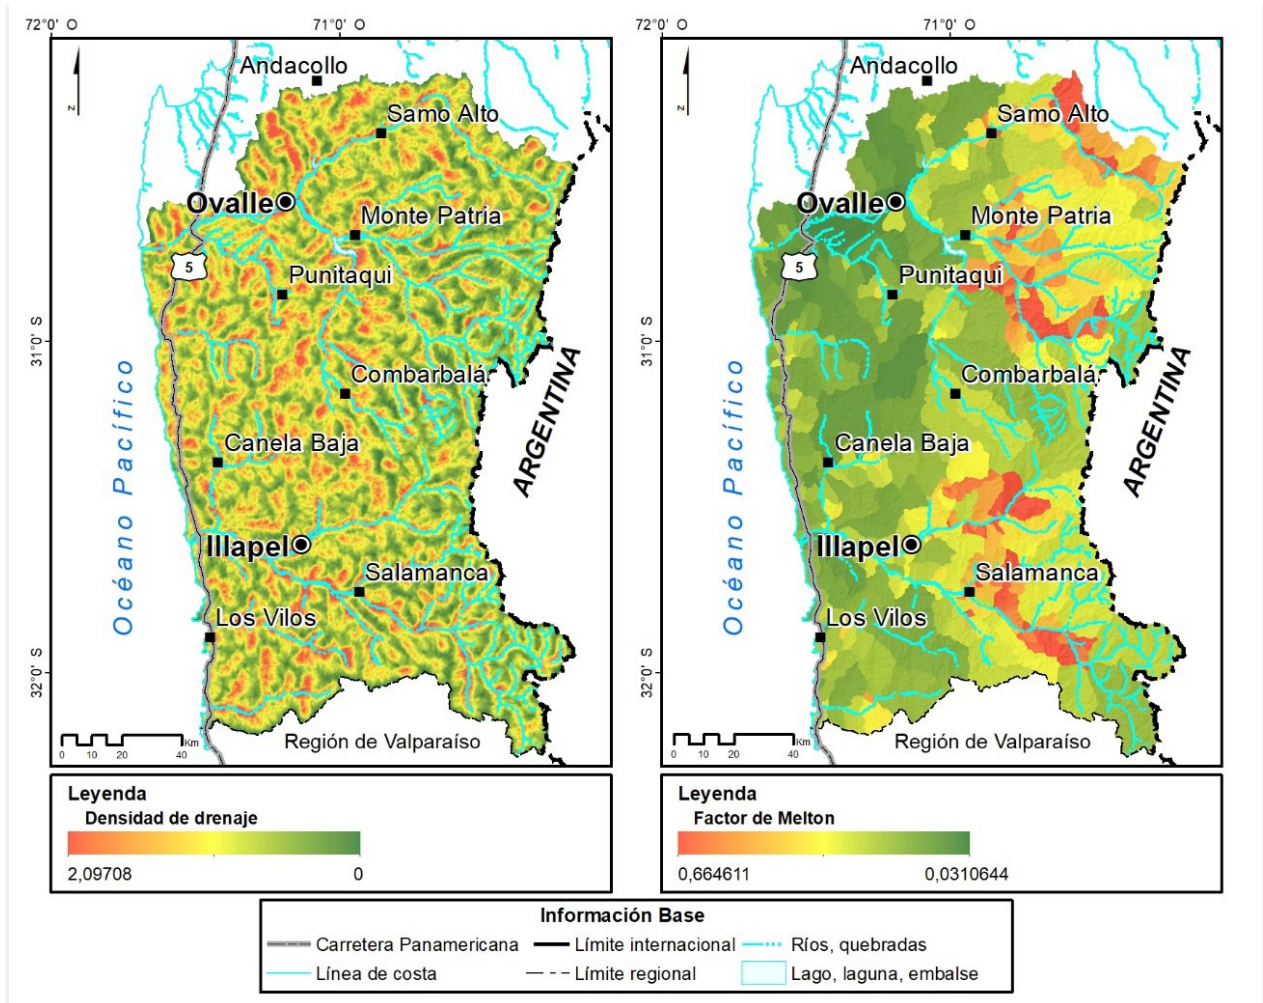 72°0' O
71°0' O
72°0' O
71°0' O
z
Andacollo
Samo Alto
Ovalle
Monte Patria
5
Punitaqui
31°0' S
Combarbalá
Océano Pacífico
ARGENTINA
Canela Baja
Illapel
Salamanca
Los Vilos
32°0' S
Región de Valparaíso
Km
0 10 20 40
z
Andacollo
Samo Alto
Ovalle
Monte Patria
5
Punitaqui
Combarbalá
Océano Pacífico
ARGENTINA
Canela Baja
Illapel
Salamanca
Los Vilos
Región de Valparaíso
Km
0 10 20 40
Leyenda
Densidad de drenaje
2,09708 0
Leyenda
Factor de Melton
0,664611 0,0310644
Información Base
Carretera Panamericana Límite internacional Ríos, quebradas
Línea de costa Límite regional Lago, laguna, embalse